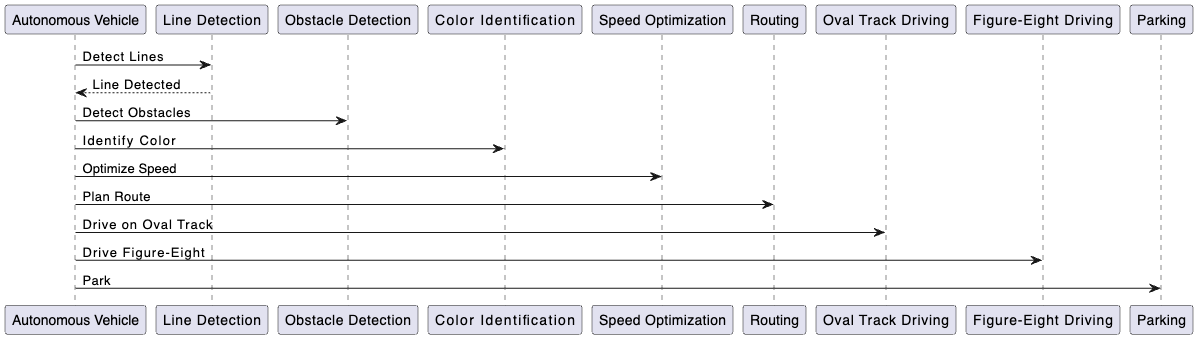 Autonomous Vehicle Line Detection Obstacle Detection Color Identification Speed Optimization Routing Oval Track Driving Figure-Eight Driving Parking
Detect Lines
Line Detected
Detect Obstacles
Identify Color
Optimize Speed
Plan Route
Drive on Oval Track
Drive Figure-Eight
Park
Autonomous Vehicle Line Detection Obstacle Detection Color Identification Speed Optimization Routing Oval Track Driving Figure-Eight Driving Parking